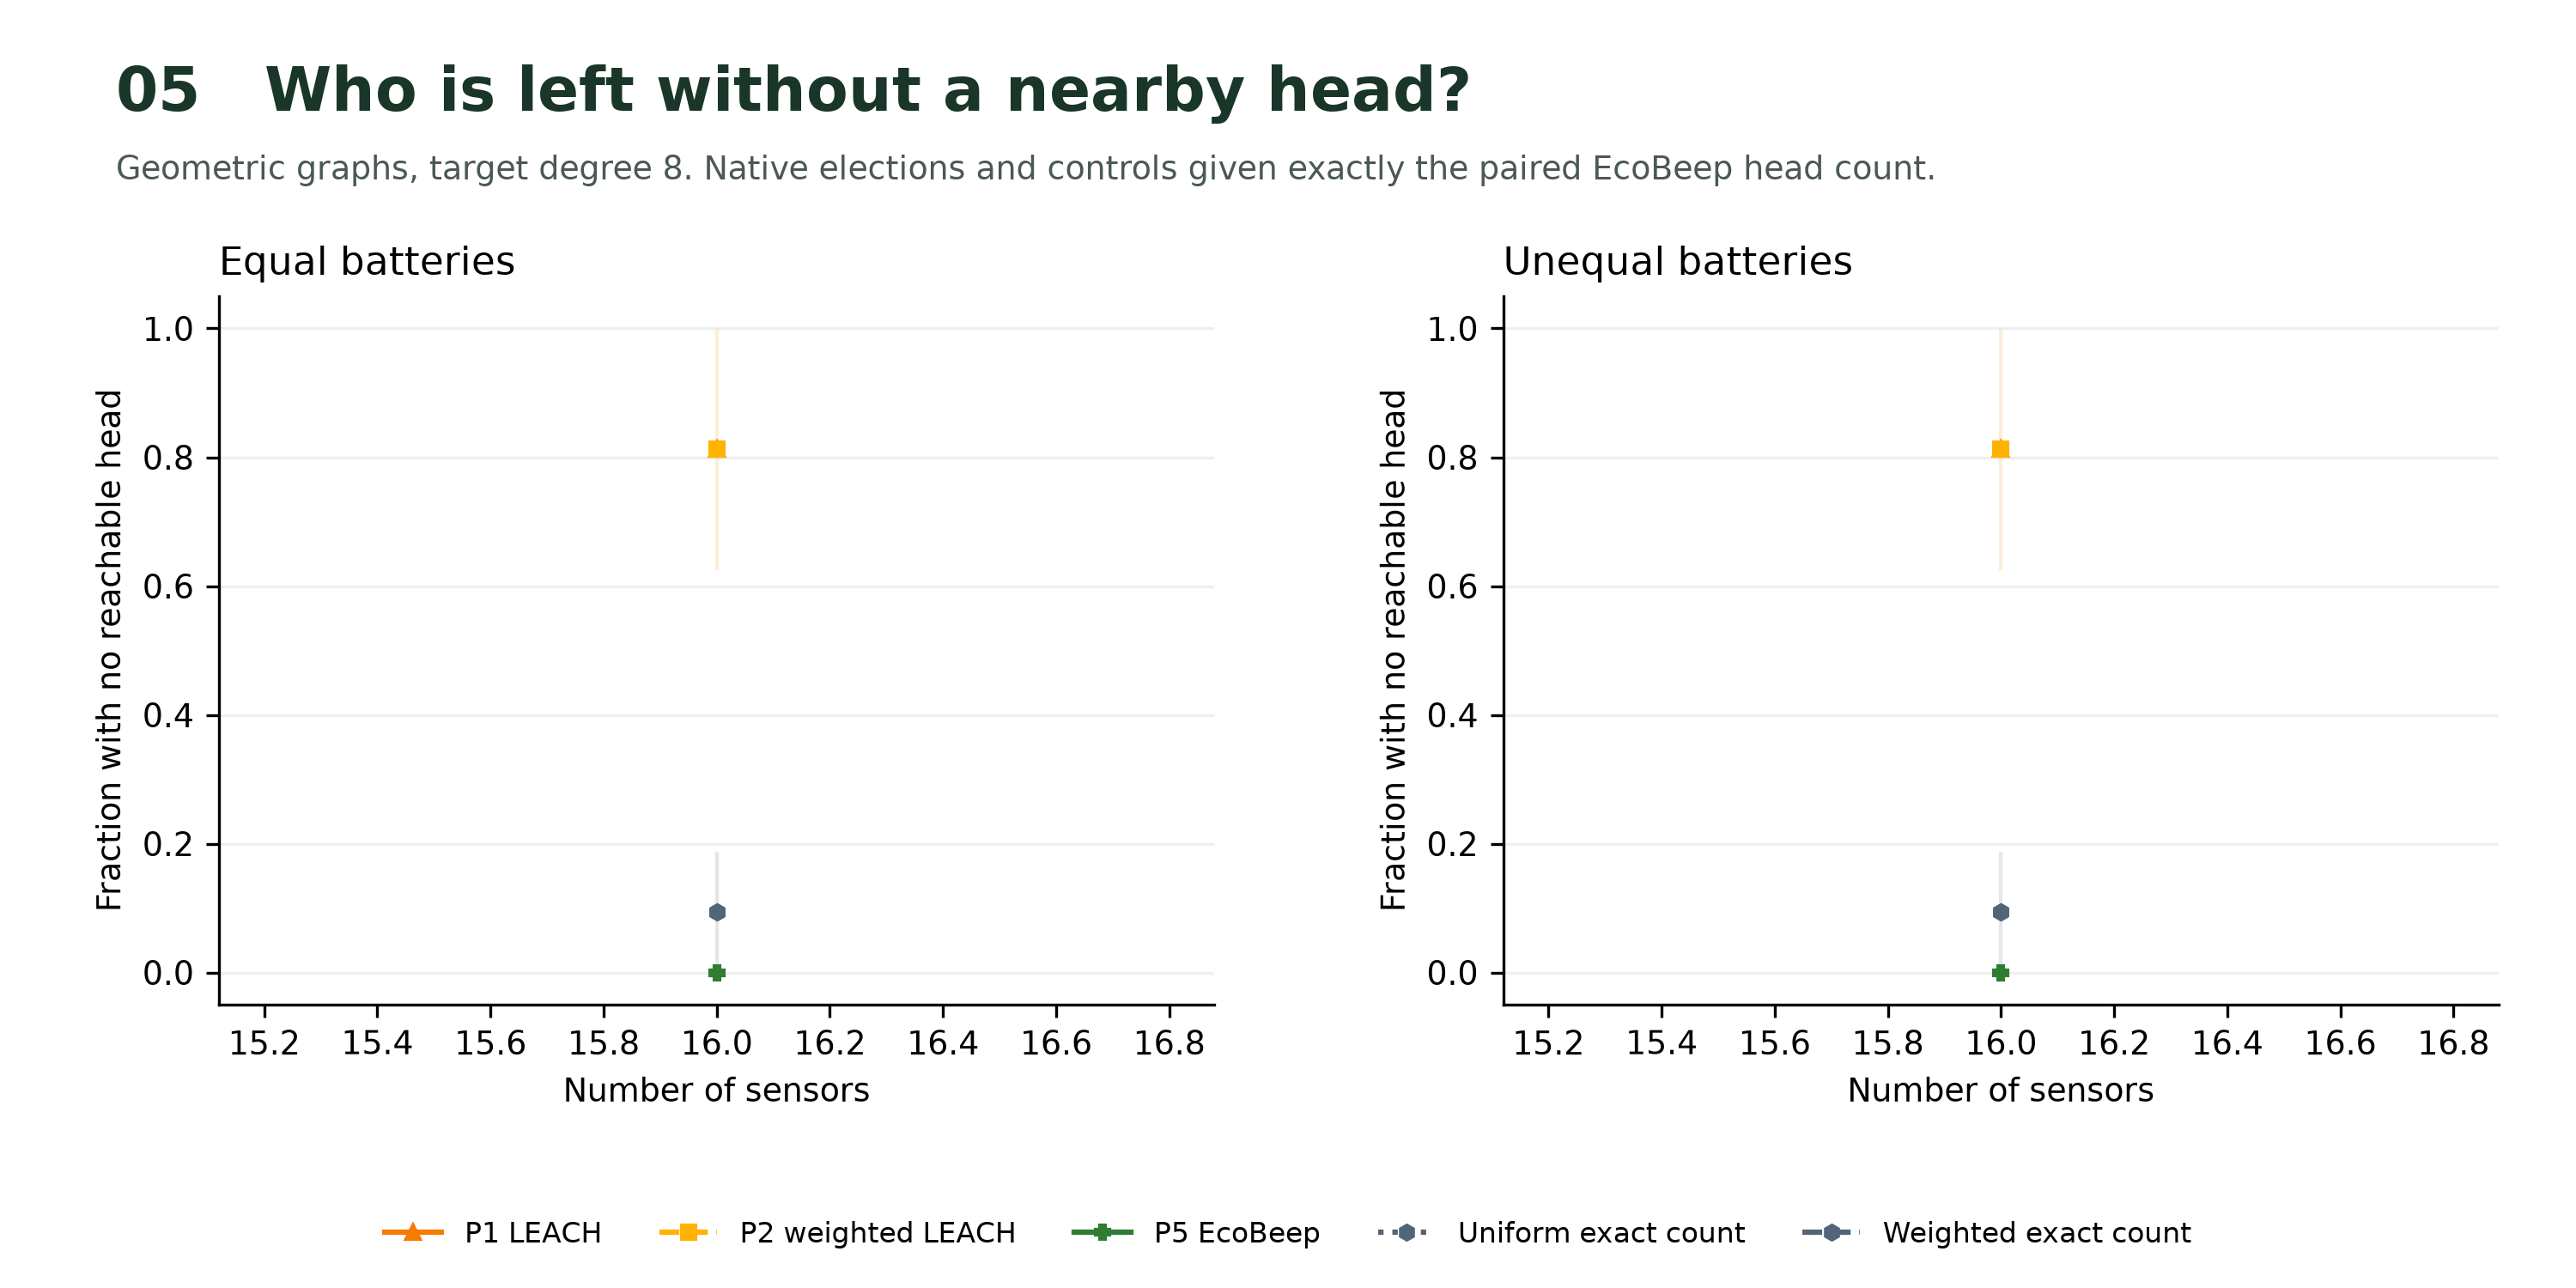 05 Who is left without a nearby head?
Geometric graphs, target degree 8. Native elections and controls given exactly the paired EcoBeep head count.
Equal batteries
Fraction with no reachable head
1.0
0.8
0.6
0.4
0.2
0.0
15.2 15.4 15.6 15.8 16.0 16.2 16.4 16.6 16.8
Number of sensors
Unequal batteries
Fraction with no reachable head
1.0
0.8
0.6
0.4
0.2
0.0
15.2 15.4 15.6 15.8 16.0 16.2 16.4 16.6 16.8
Number of sensors
P1 LEACH P2 weighted LEACH P5 EcoBeep Uniform exact count Weighted exact count